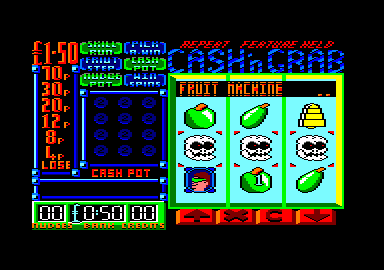 £1·50
70p
30p
20p
12p
8p
4p
LOSE
SKILL RUN
PICK A WIN
FRUIT STEP
CASH POT
NUDGE POT
WIN SPINS
CASH POT
00 £0:50 00
NUDGES BANK CREDITS
REPEAT FEATURE HELD
CASH'n'GRAB
FRUIT MACHINE
1
C